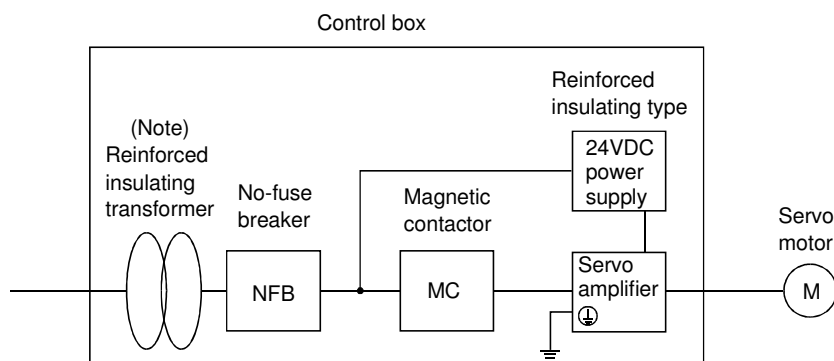 Control box
Reinforced
insulating type
(Note)
Reinforced
insulating
transformer
No-fuse
breaker
Magnetic
contactor
24VDC
power
supply
Servo
motor
NFB
MC
Servo
amplifier
M